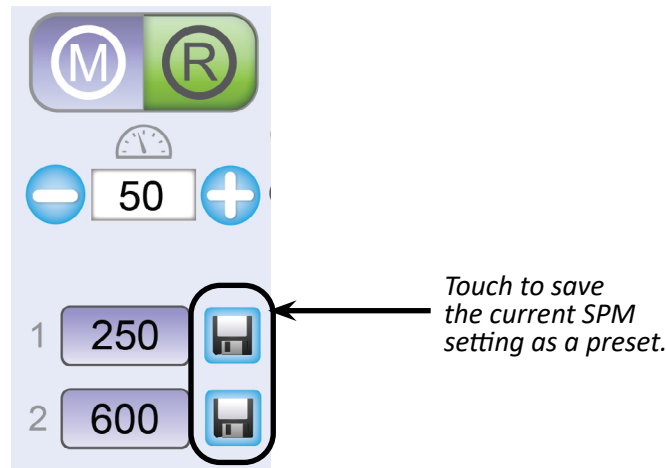 M R
50
1 250
2 600
Touch to save
the current SPM
setting as a preset.